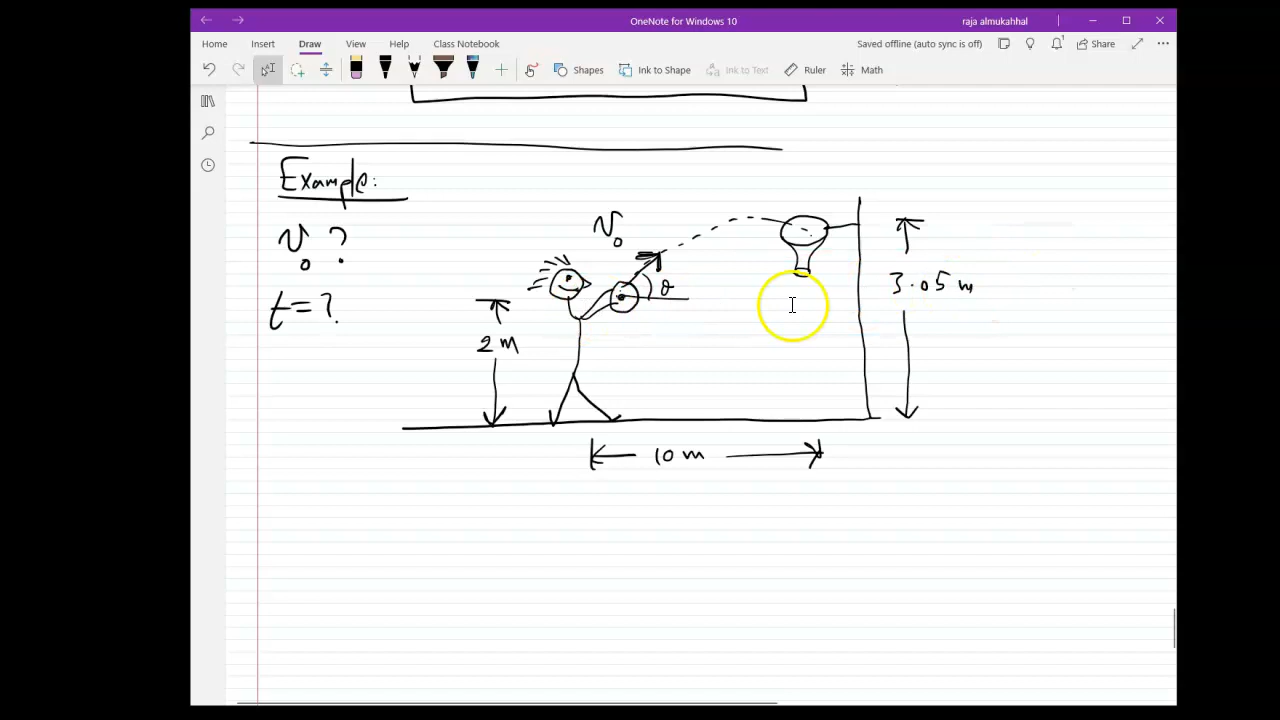 OneNote for Windows 10
raja almukahhal
Home Insert Draw View Help Class Notebook
Saved offline (auto sync is off)
Share
Shapes
Ink to Shape
Ink to Text
Ruler
Math
Example:
v₀ ?
v₀
θ
3.05 m
t = ?
2 m
10 m